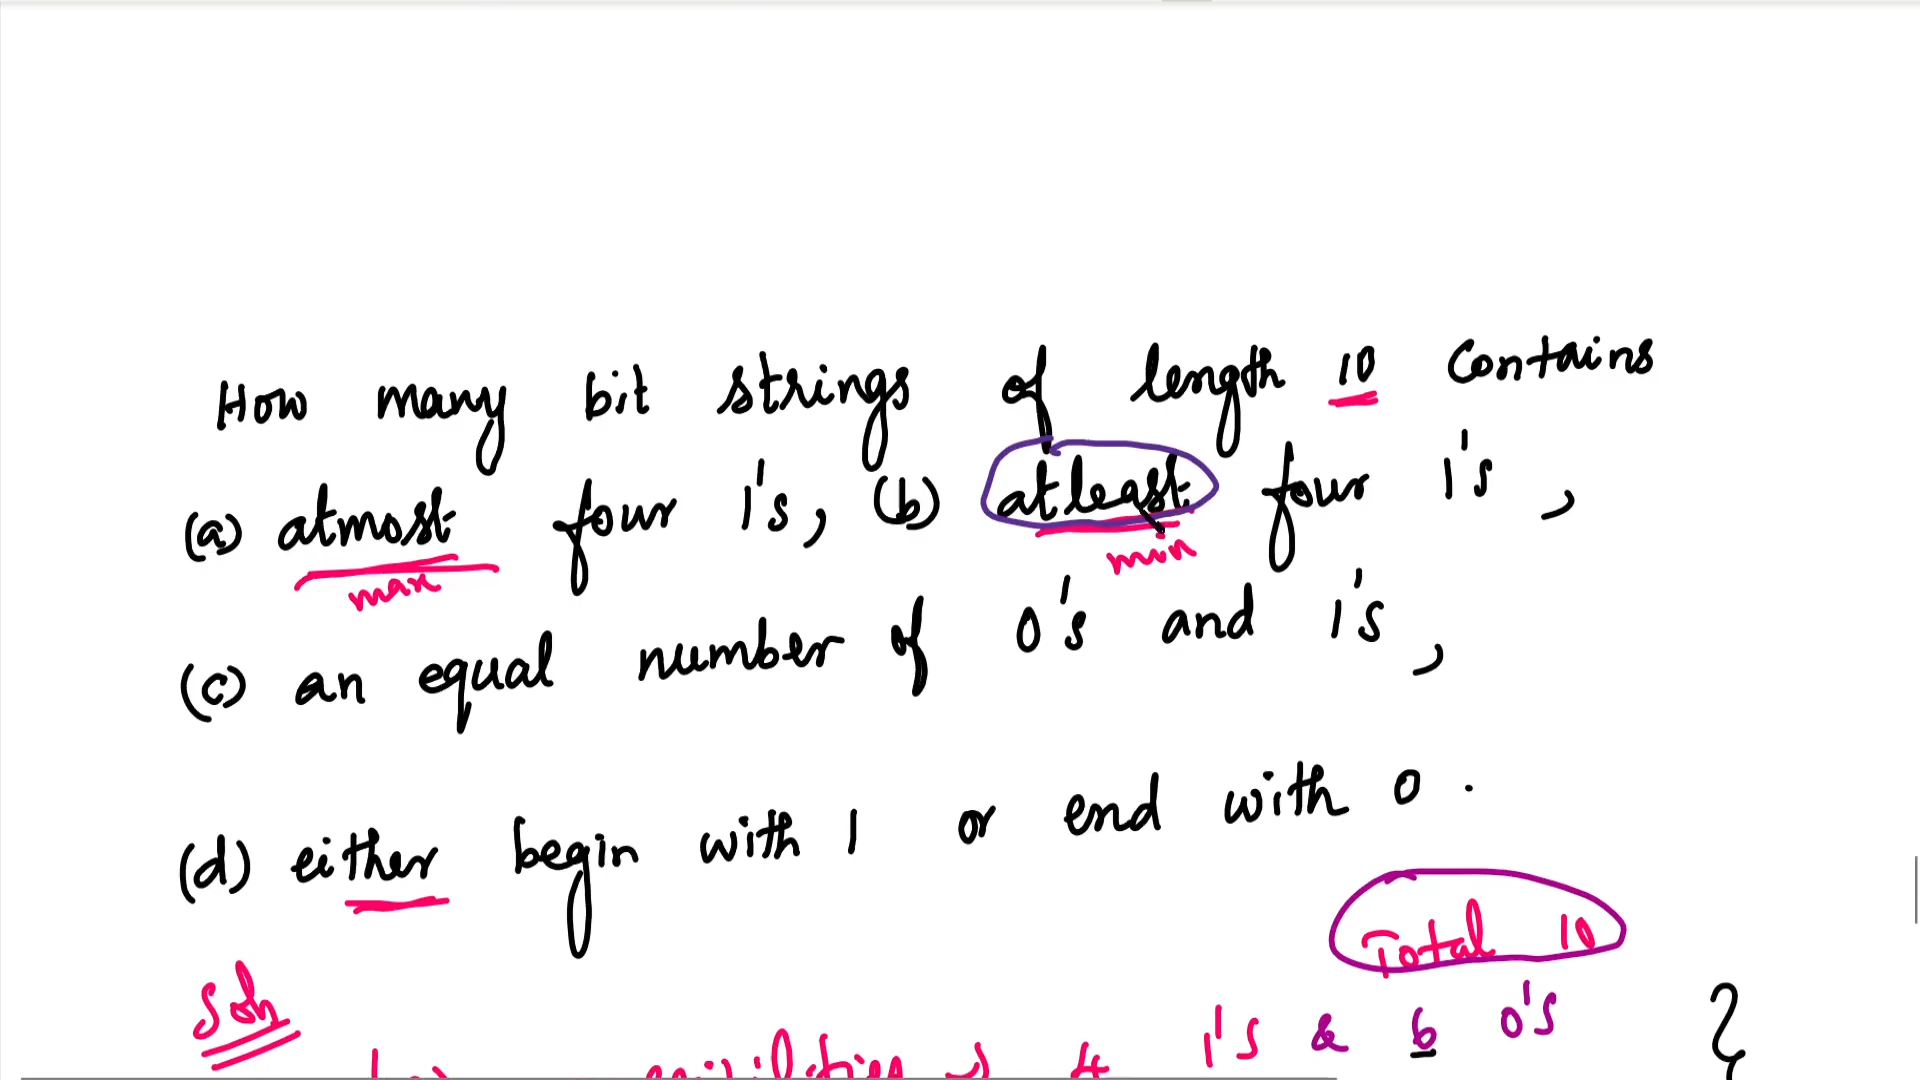 How many bit strings of length 10 contains
(a) atmost four 1's, (b) atleast four 1's,
max min
(c) an equal number of 0's and 1's,
(d) either begin with 1 or end with 0.
Total 10
Soln
1's & 6 0's }
4